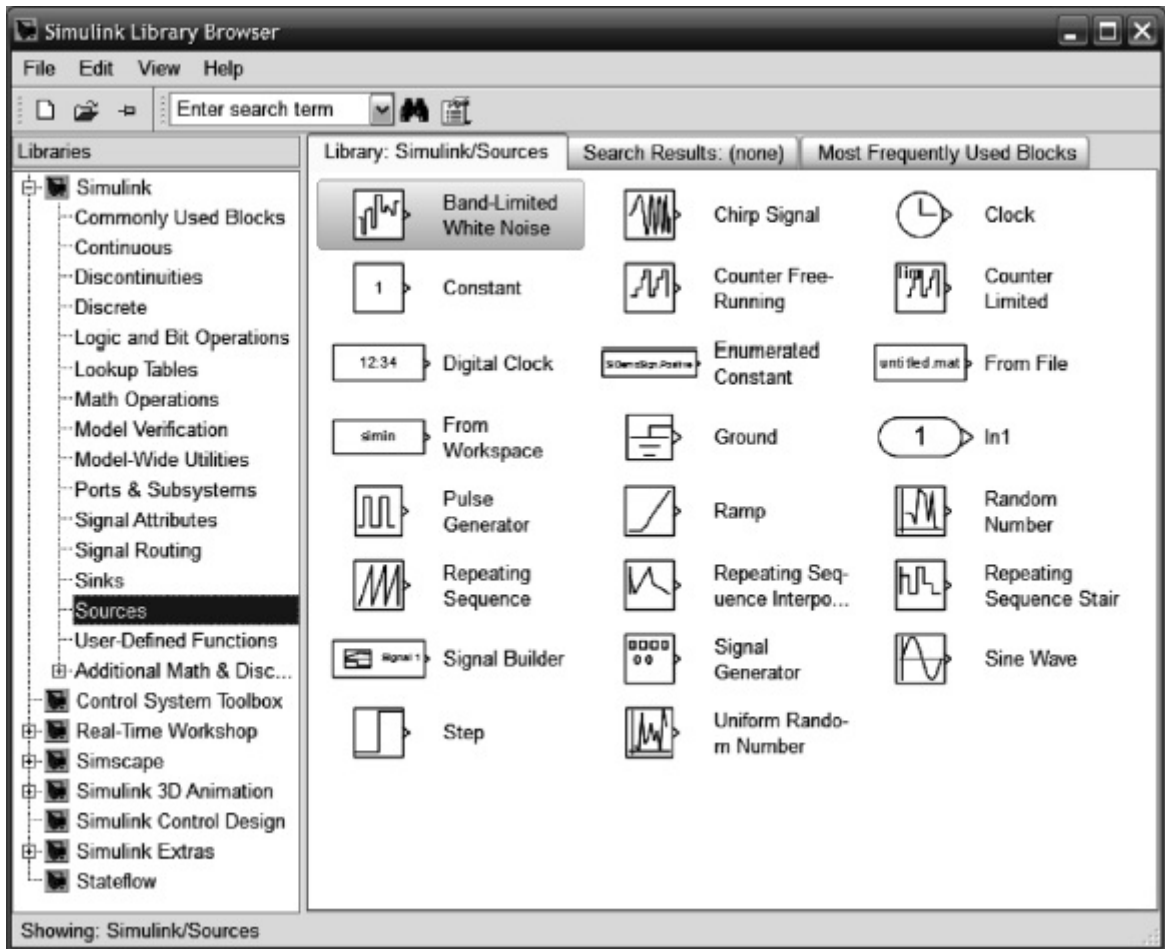 Simulink Library Browser
File Edit View Help
Enter search term
Libraries
Simulink
Commonly Used Blocks
Continuous
Discontinuities
Discrete
Logic and Bit Operations
Lookup Tables
Math Operations
Model Verification
Model-Wide Utilities
Ports & Subsystems
Signal Attributes
Signal Routing
Sinks
Sources
User-Defined Functions
Additional Math & Disc...
Control System Toolbox
Real-Time Workshop
Simscape
Simulink 3D Animation
Simulink Control Design
Simulink Extras
Stateflow
Library: Simulink/Sources Search Results: (none) Most Frequently Used Blocks
Band-Limited
White Noise
Chirp Signal
Clock
1
Constant
Counter Free-
Running
Counter
Limited
12:34
Digital Clock
Enumerated
Constant
untitled.mat
From File
simin
From
Workspace
Ground
1
In1
Pulse
Generator
Ramp
Random
Number
Repeating
Sequence
Repeating Seq-
uence Interpo...
Repeating
Sequence Stair
Signal 1
Signal Builder
Signal
Generator
Sine Wave
Step
Uniform Rando-
m Number
Showing: Simulink/Sources